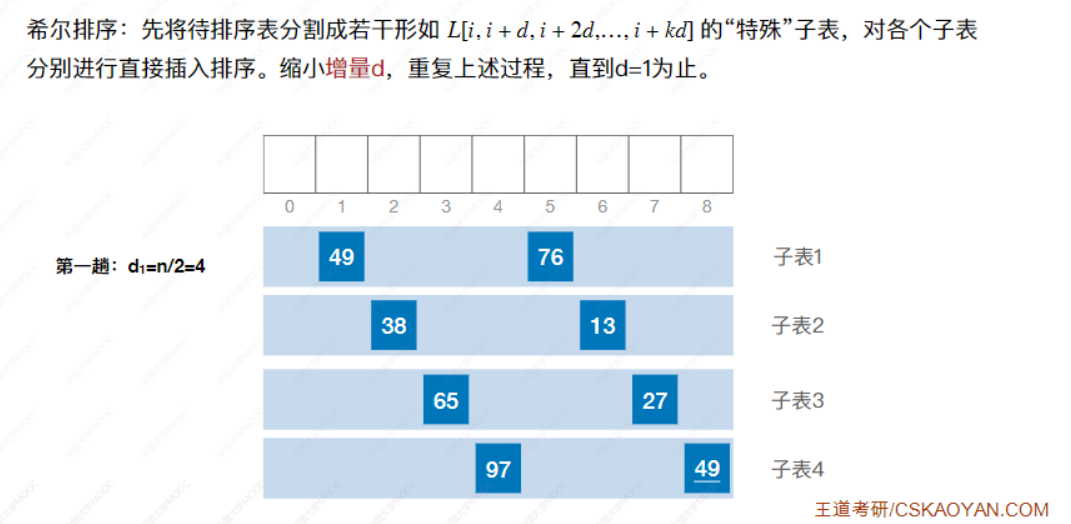 希尔排序：先将待排序表分割成若干形如 L[i, i + d, i + 2d,..., i + kd] 的“特殊”子表，对各个子表
分别进行直接插入排序。缩小增量d，重复上述过程，直到d=1为止。
0 1 2 3 4 5 6 7 8
第一趟：d₁=n/2=4
49 76 子表1
38 13 子表2
65 27 子表3
97 49 子表4
王道考研/CSKAOYAN.COM